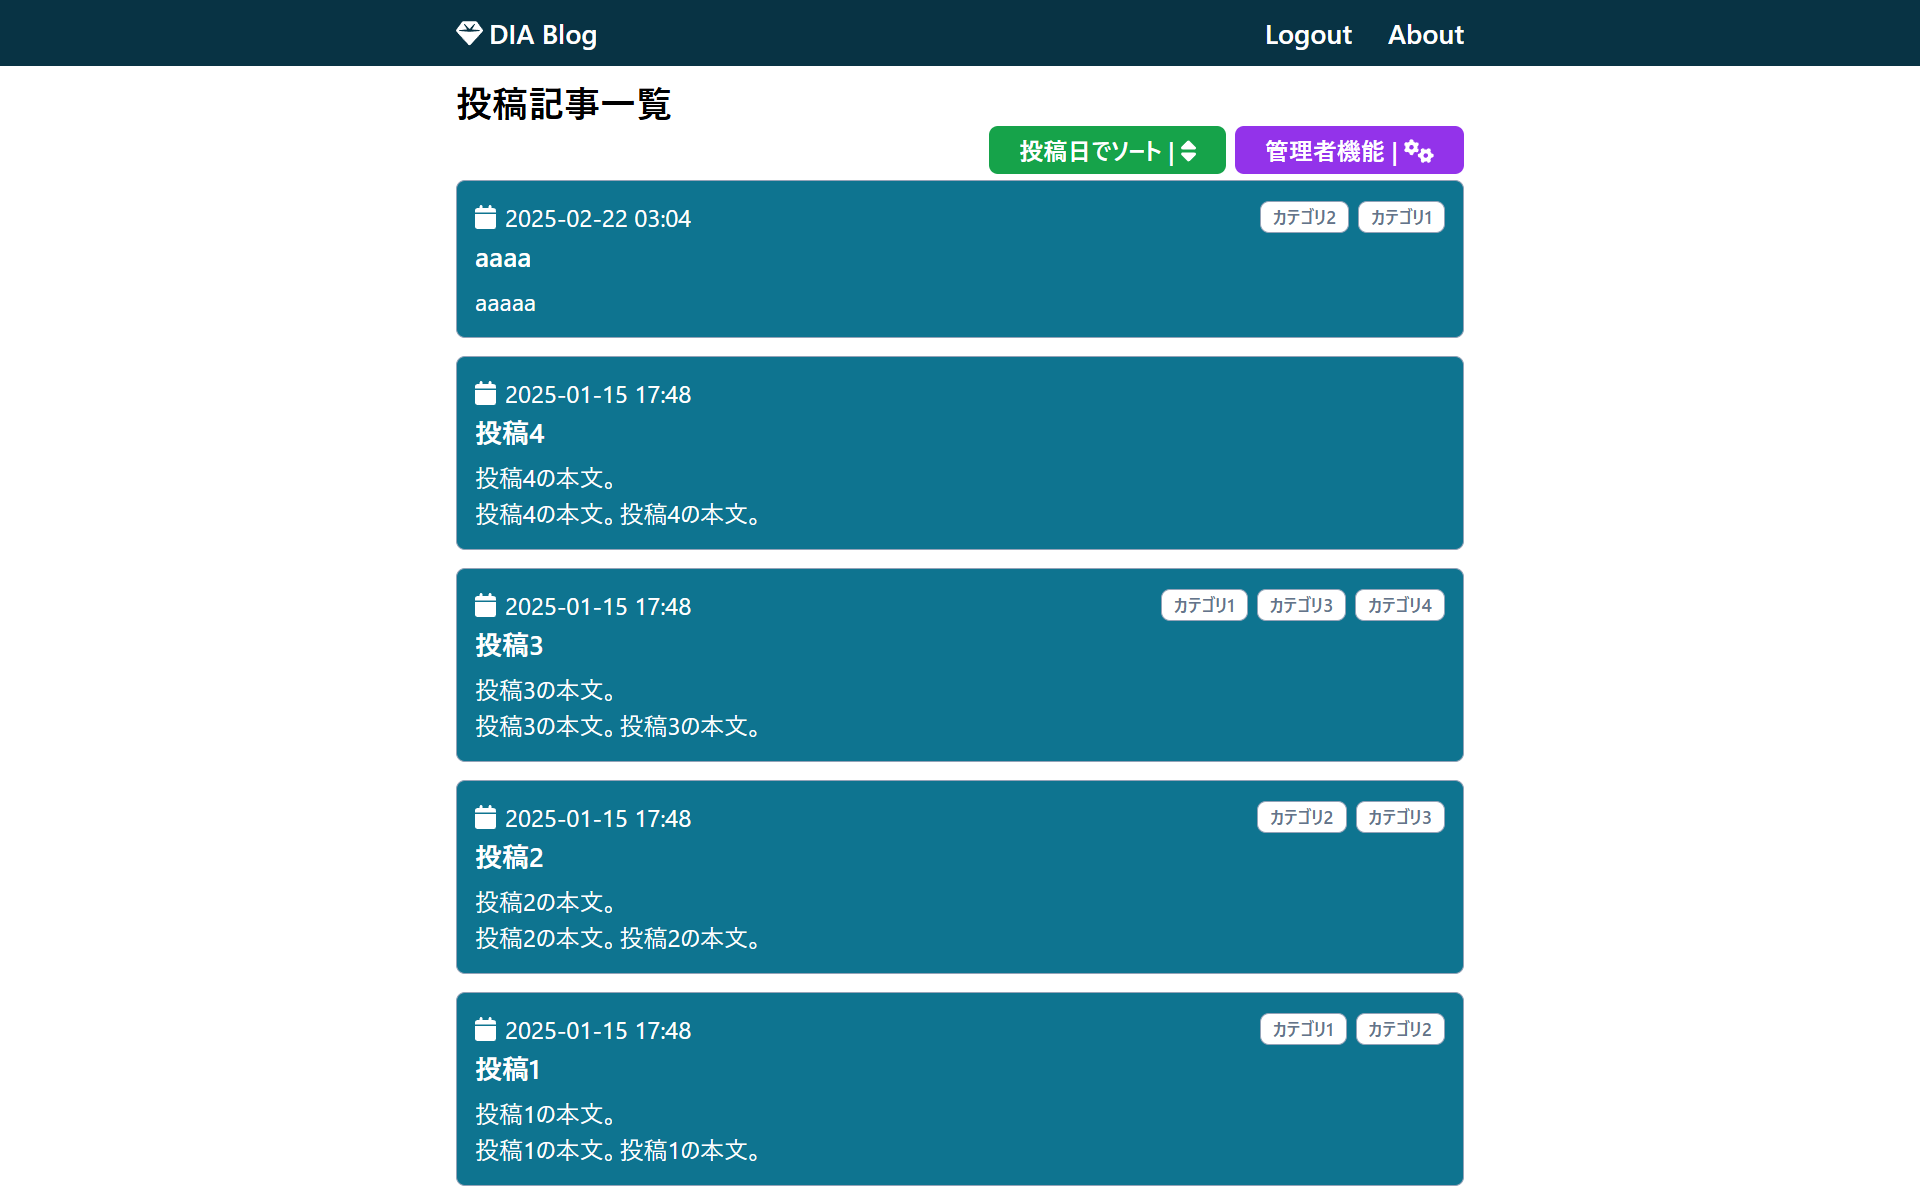 DIA Blog
Logout About
投稿記事一覧
投稿日でソート |
管理者機能 |
2025-02-22 03:04
カテゴリ2 カテゴリ1
aaaa
aaaaa
2025-01-15 17:48
投稿4
投稿4の本文。
投稿4の本文。投稿4の本文。
2025-01-15 17:48
カテゴリ1 カテゴリ3 カテゴリ4
投稿3
投稿3の本文。
投稿3の本文。投稿3の本文。
2025-01-15 17:48
カテゴリ2 カテゴリ3
投稿2
投稿2の本文。
投稿2の本文。投稿2の本文。
2025-01-15 17:48
カテゴリ1 カテゴリ2
投稿1
投稿1の本文。
投稿1の本文。投稿1の本文。